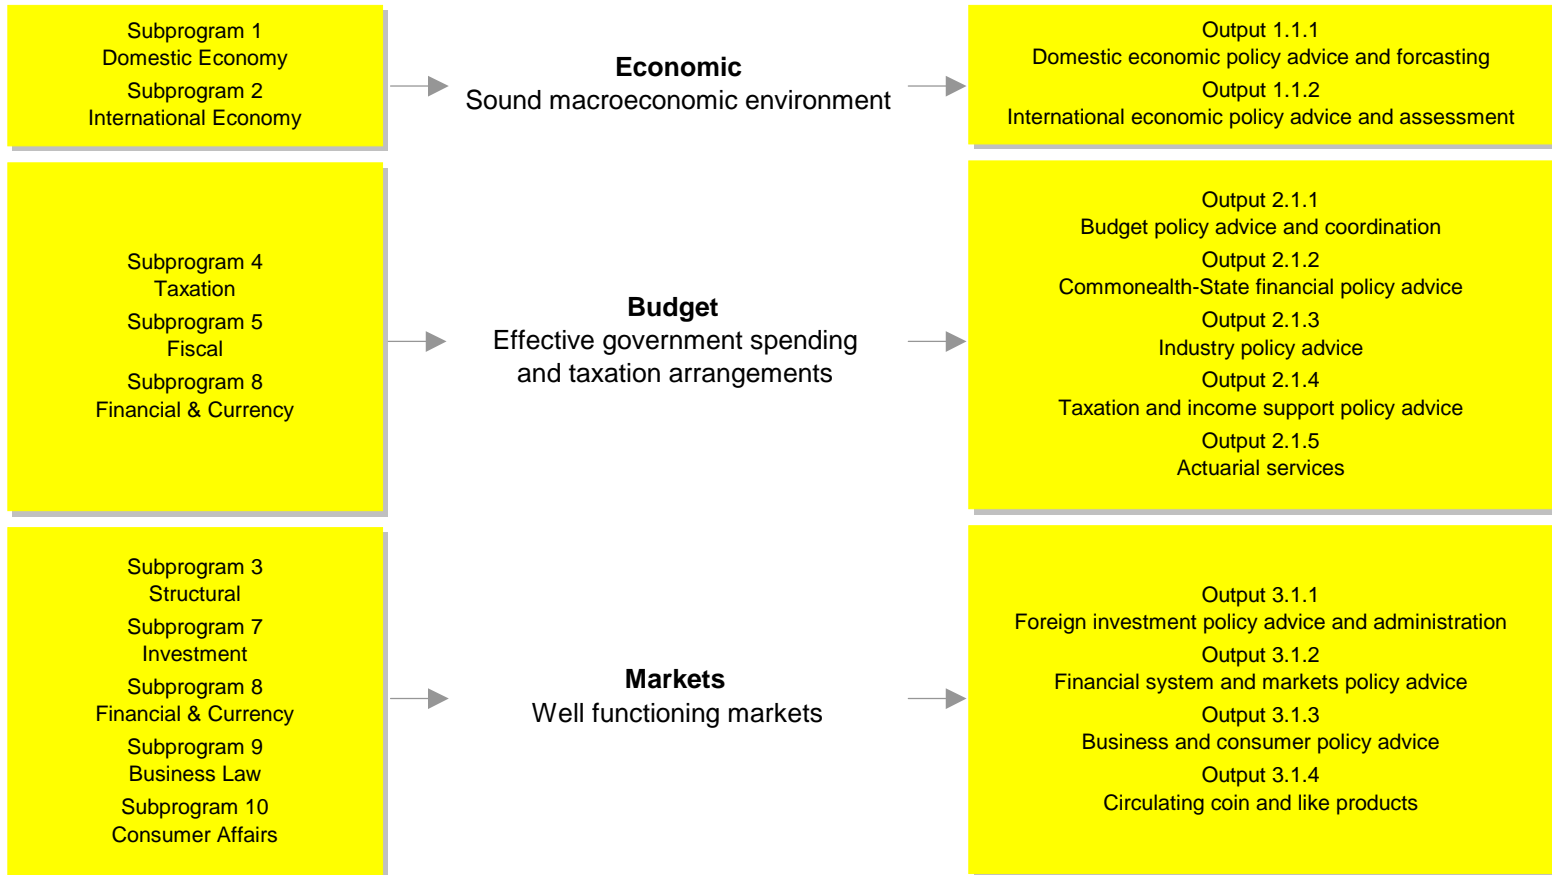 Subprogram 1
Domestic Economy
Subprogram 2
International Economy
Economic
Sound macroeconomic environment
Output 1.1.1
Domestic economic policy advice and forcasting
Output 1.1.2
International economic policy advice and assessment
Subprogram 4
Taxation
Subprogram 5
Fiscal
Subprogram 8
Financial & Currency
Budget
Effective government spending
and taxation arrangements
Output 2.1.1
Budget policy advice and coordination
Output 2.1.2
Commonealth-State financial policy advice
Output 2.1.3
Industry policy advice
Output 2.1.4
Taxation and income support policy advice
Output 2.1.5
Actuarial services
Subprogram 3
Structural
Subprogram 7
Investment
Subprogram 8
Financial & Currency
Subprogram 9
Business Law
Subprogram 10
Consumer Affairs
Markets
Well functioning markets
Output 3.1.1
Foreign investment policy advice and administration
Output 3.1.2
Financial system and markets policy advice
Output 3.1.3
Business and consumer policy advice
Output 3.1.4
Circulating coin and like products